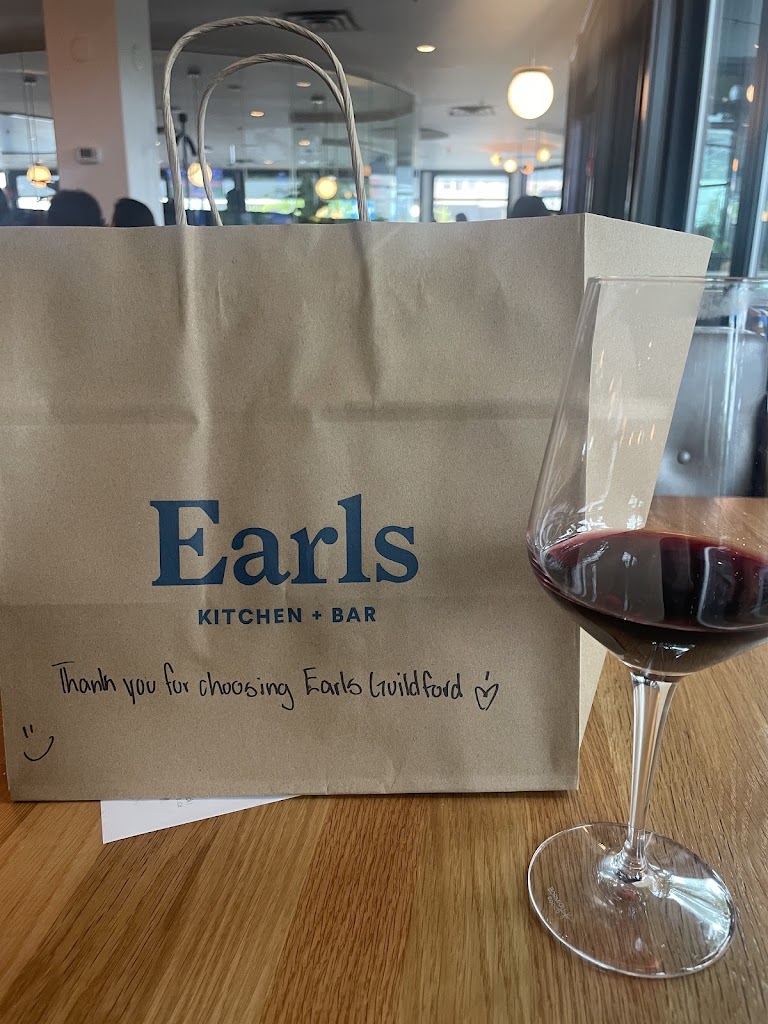 Earls
KITCHEN + BAR
Thank you for choosing Earls Guildford